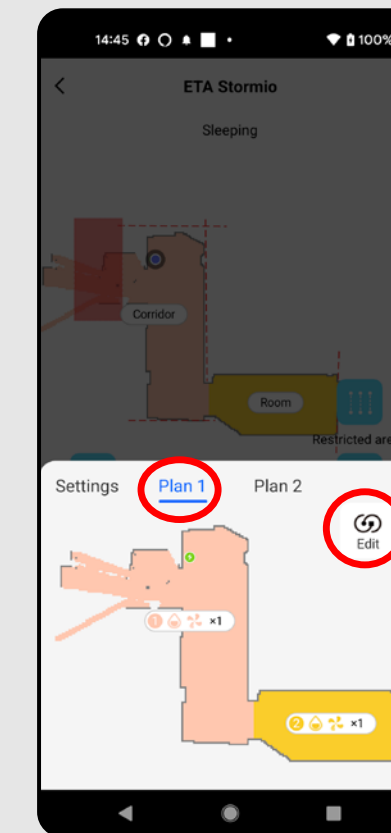 14:45 100%
ETA Stormio
Sleeping
Corridor
Room
Restricted are
Settings Plan 1 Plan 2
Edit
1 ×1
2 ×1